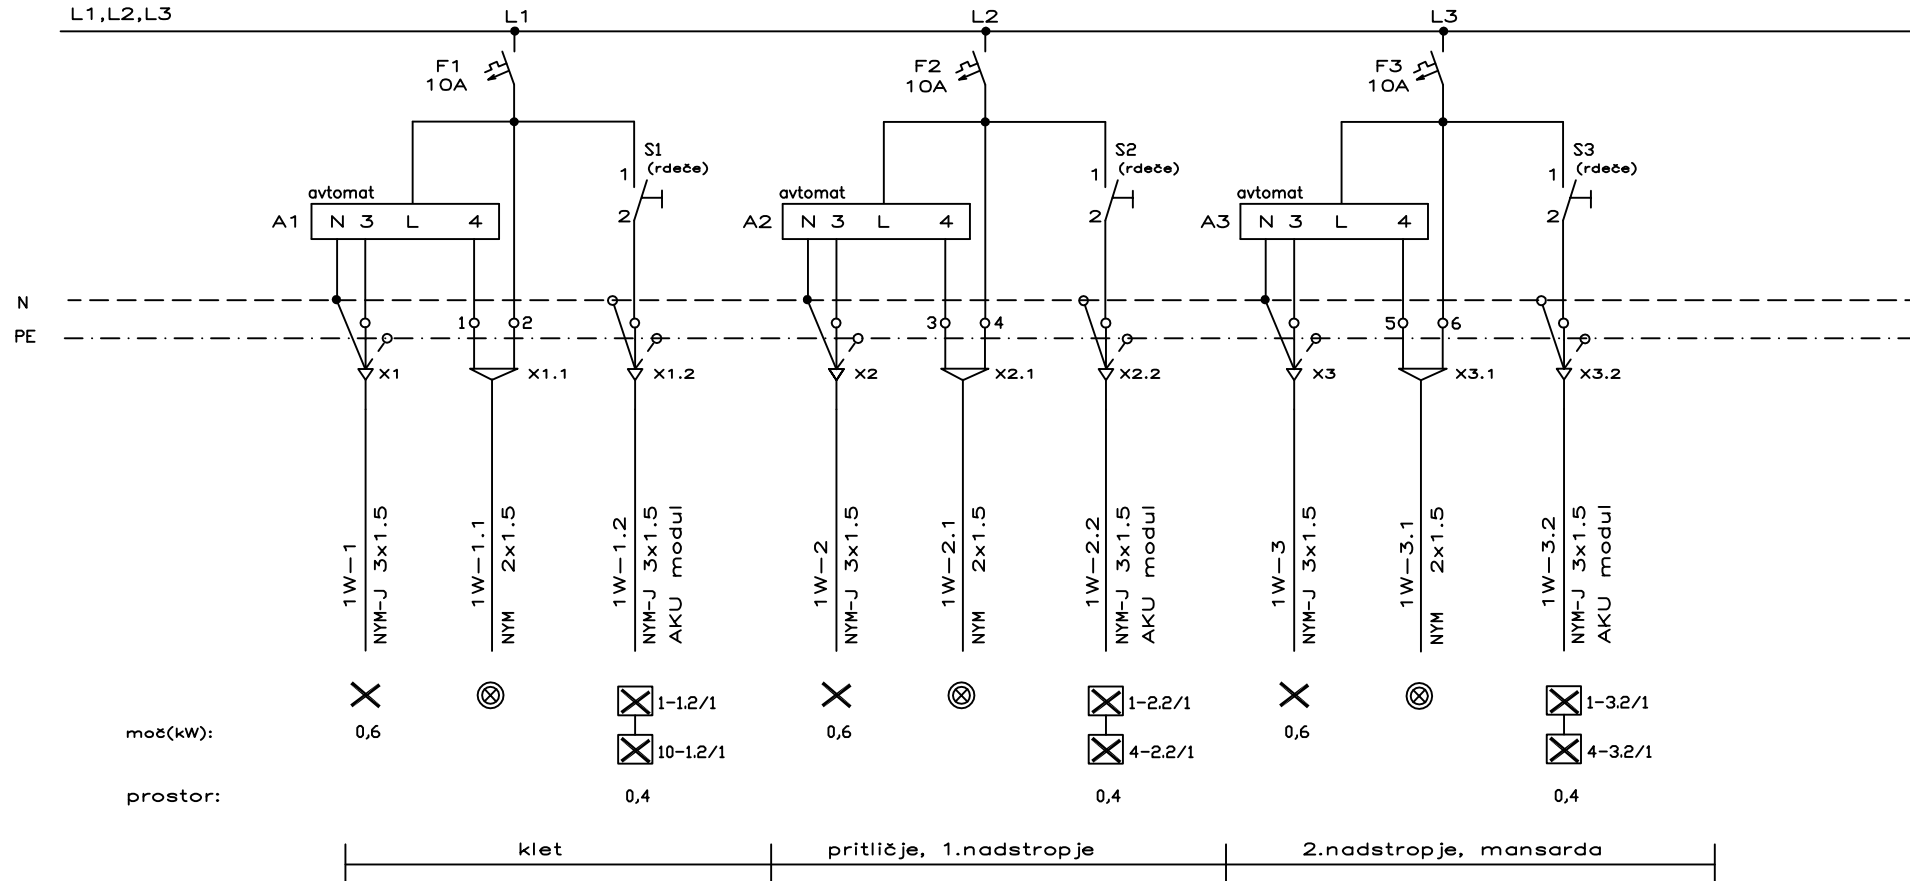 L1,L2,L3
L1
L2
L3
F1
10A
F2
10A
F3
10A
S1
(rdeče)
S2
(rdeče)
S3
(rdeče)
1
1
1
avtomat
avtomat
avtomat
A1
N 3 L 4
2
A2
N 3 L 4
2
A3
N 3 L 4
2
N
1 2
3 4
5 6
PE
X1
X1.1
X1.2
X2
X2.1
X2.2
X3
X3.1
X3.2
1W-1
NYM-J 3x1.5
1W-1.1
NYM 2x1.5
1W-1.2
NYM-J 3x1.5
AKU modul
1W-2
NYM-J 3x1.5
1W-2.1
NYM 2x1.5
1W-2.2
NYM-J 3x1.5
AKU modul
1W-3
NYM-J 3x1.5
1W-3.1
NYM 2x1.5
1W-3.2
NYM-J 3x1.5
AKU modul
1-1.2/1
1-2.2/1
1-3.2/1
moč(kW):
0,6
0,6
0,6
10-1.2/1
4-2.2/1
4-3.2/1
prostor:
0,4
0,4
0,4
klet
pritličje, 1.nadstropje
2.nadstropje, mansarda